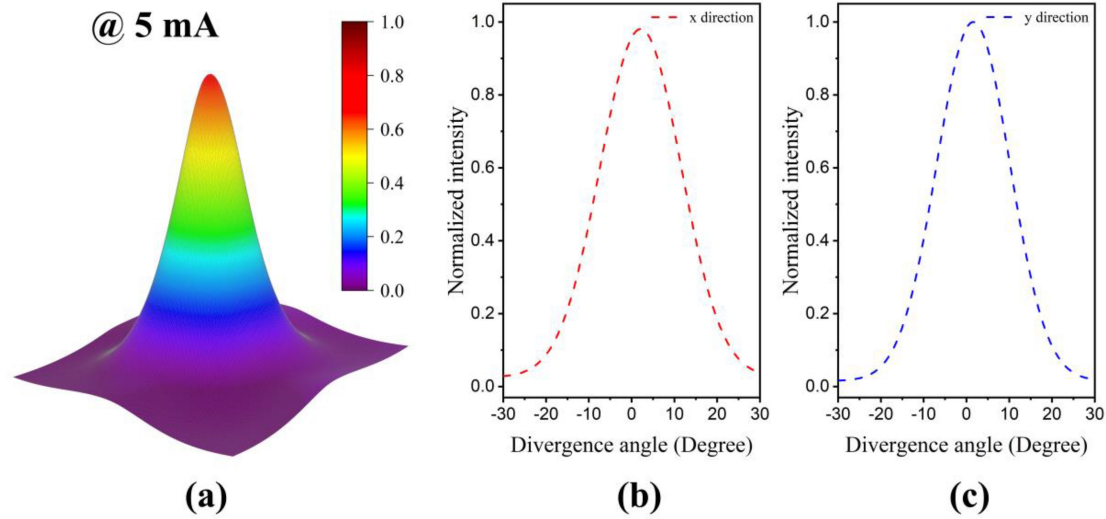 @ 5 mA
1.0
0.8
0.6
0.4
0.2
0.0
(a)
x direction
1.0
0.8
0.6
0.4
0.2
0.0
Normalized intensity
-30 -20 -10 0 10 20 30
Divergence angle (Degree)
(b)
y direction
1.0
0.8
0.6
0.4
0.2
0.0
Normalized intensity
-30 -20 -10 0 10 20 30
Divergence angle (Degree)
(c)